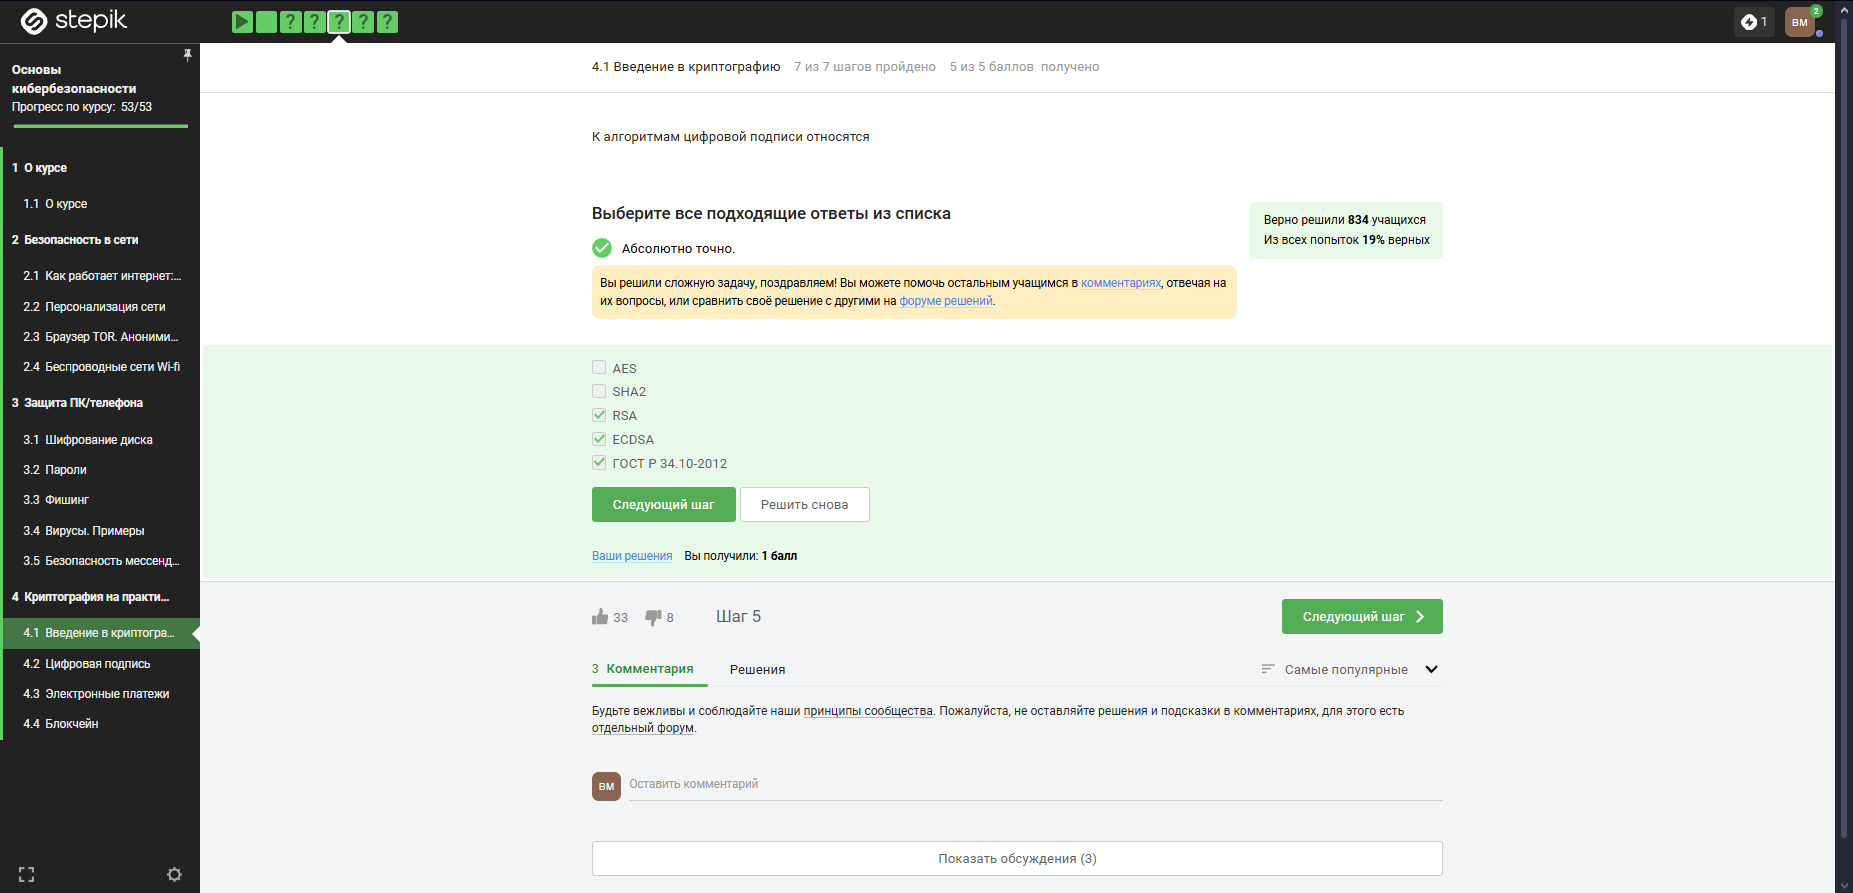 stepik
? ? ? ? ?
1
ВМ
2
Основы
кибербезопасности
Прогресс по курсу: 53/53
1 О курсе
1.1 О курсе
2 Безопасность в сети
2.1 Как работает интернет:...
2.2 Персонализация сети
2.3 Браузер TOR. Аноними...
2.4 Беспроводные сети Wi-fi
3 Защита ПК/телефона
3.1 Шифрование диска
3.2 Пароли
3.3 Фишинг
3.4 Вирусы. Примеры
3.5 Безопасность мессенд...
4 Криптография на практи...
4.1 Введение в криптогра...
4.2 Цифровая подпись
4.3 Электронные платежи
4.4 Блокчейн
4.1 Введение в криптографию 7 из 7 шагов пройдено 5 из 5 баллов получено
К алгоритмам цифровой подписи относятся
Выберите все подходящие ответы из списка
Абсолютно точно.
Вы решили сложную задачу, поздравляем! Вы можете помочь остальным учащимся в комментариях, отвечая на
их вопросы, или сравнить своё решение с другими на форуме решений.
Верно решили 834 учащихся
Из всех попыток 19% верных
AES
SHA2
RSA
ECDSA
ГОСТ Р 34.10-2012
Следующий шаг
Решить снова
Ваши решения Вы получили: 1 балл
33 8 Шаг 5
Следующий шаг
3 Комментария Решения
Самые популярные
Будьте вежливы и соблюдайте наши принципы сообщества. Пожалуйста, не оставляйте решения и подсказки в комментариях, для этого есть
отдельный форум.
ВМ
Оставить комментарий
Показать обсуждения (3)